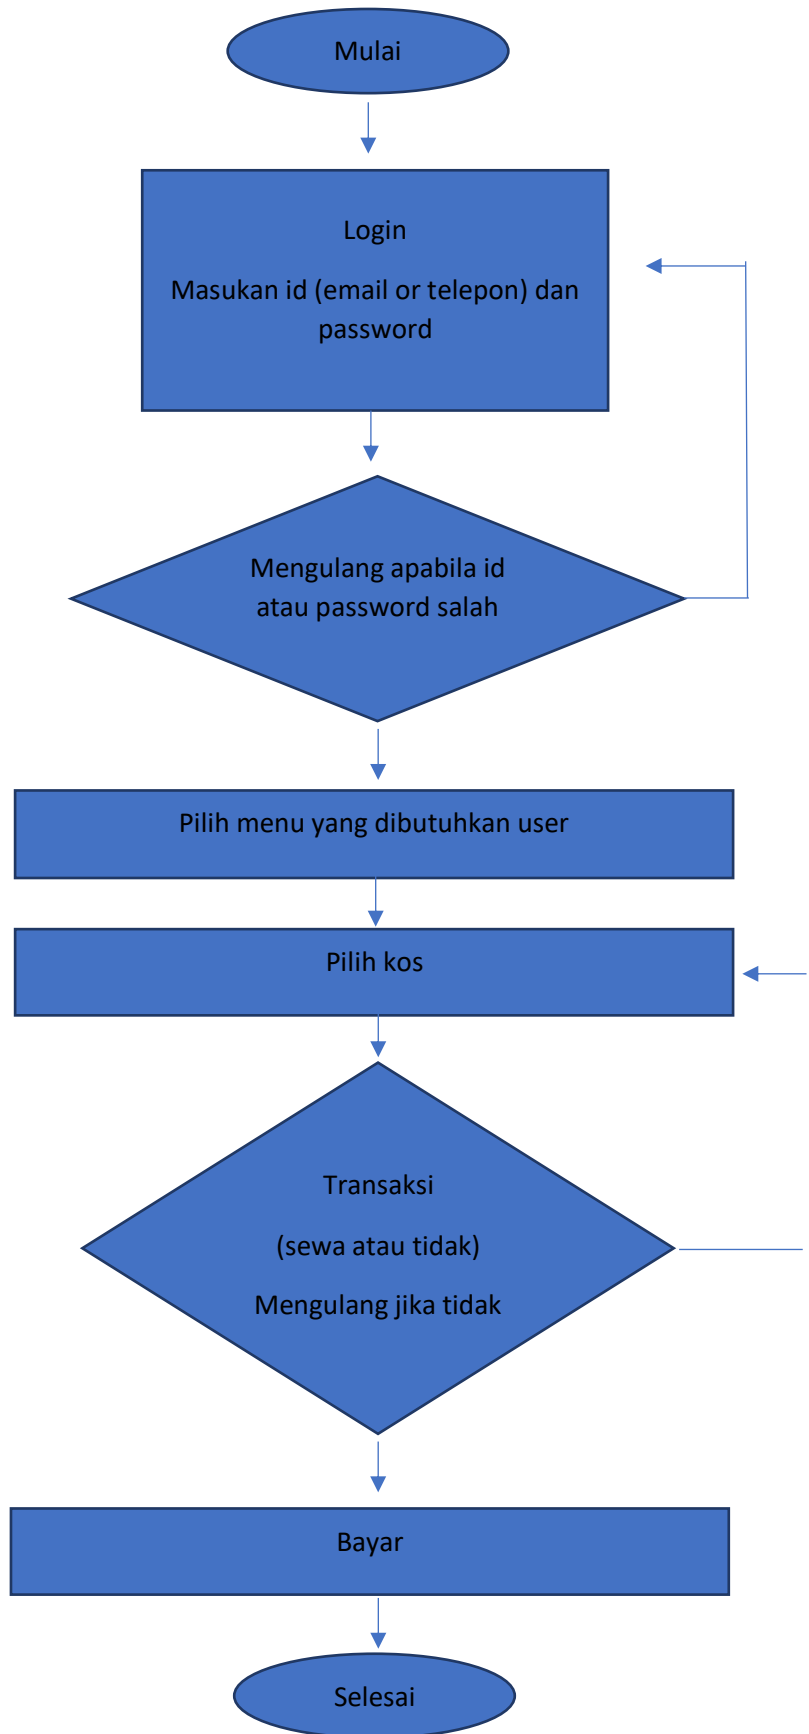 Mulai
Login
Masukan id (email or telepon) dan
password
Mengulang apabila id
atau password salah
Pilih menu yang dibutuhkan user
Pilih kos
Transaksi
(sewa atau tidak)
Mengulang jika tidak
Bayar
Selesai